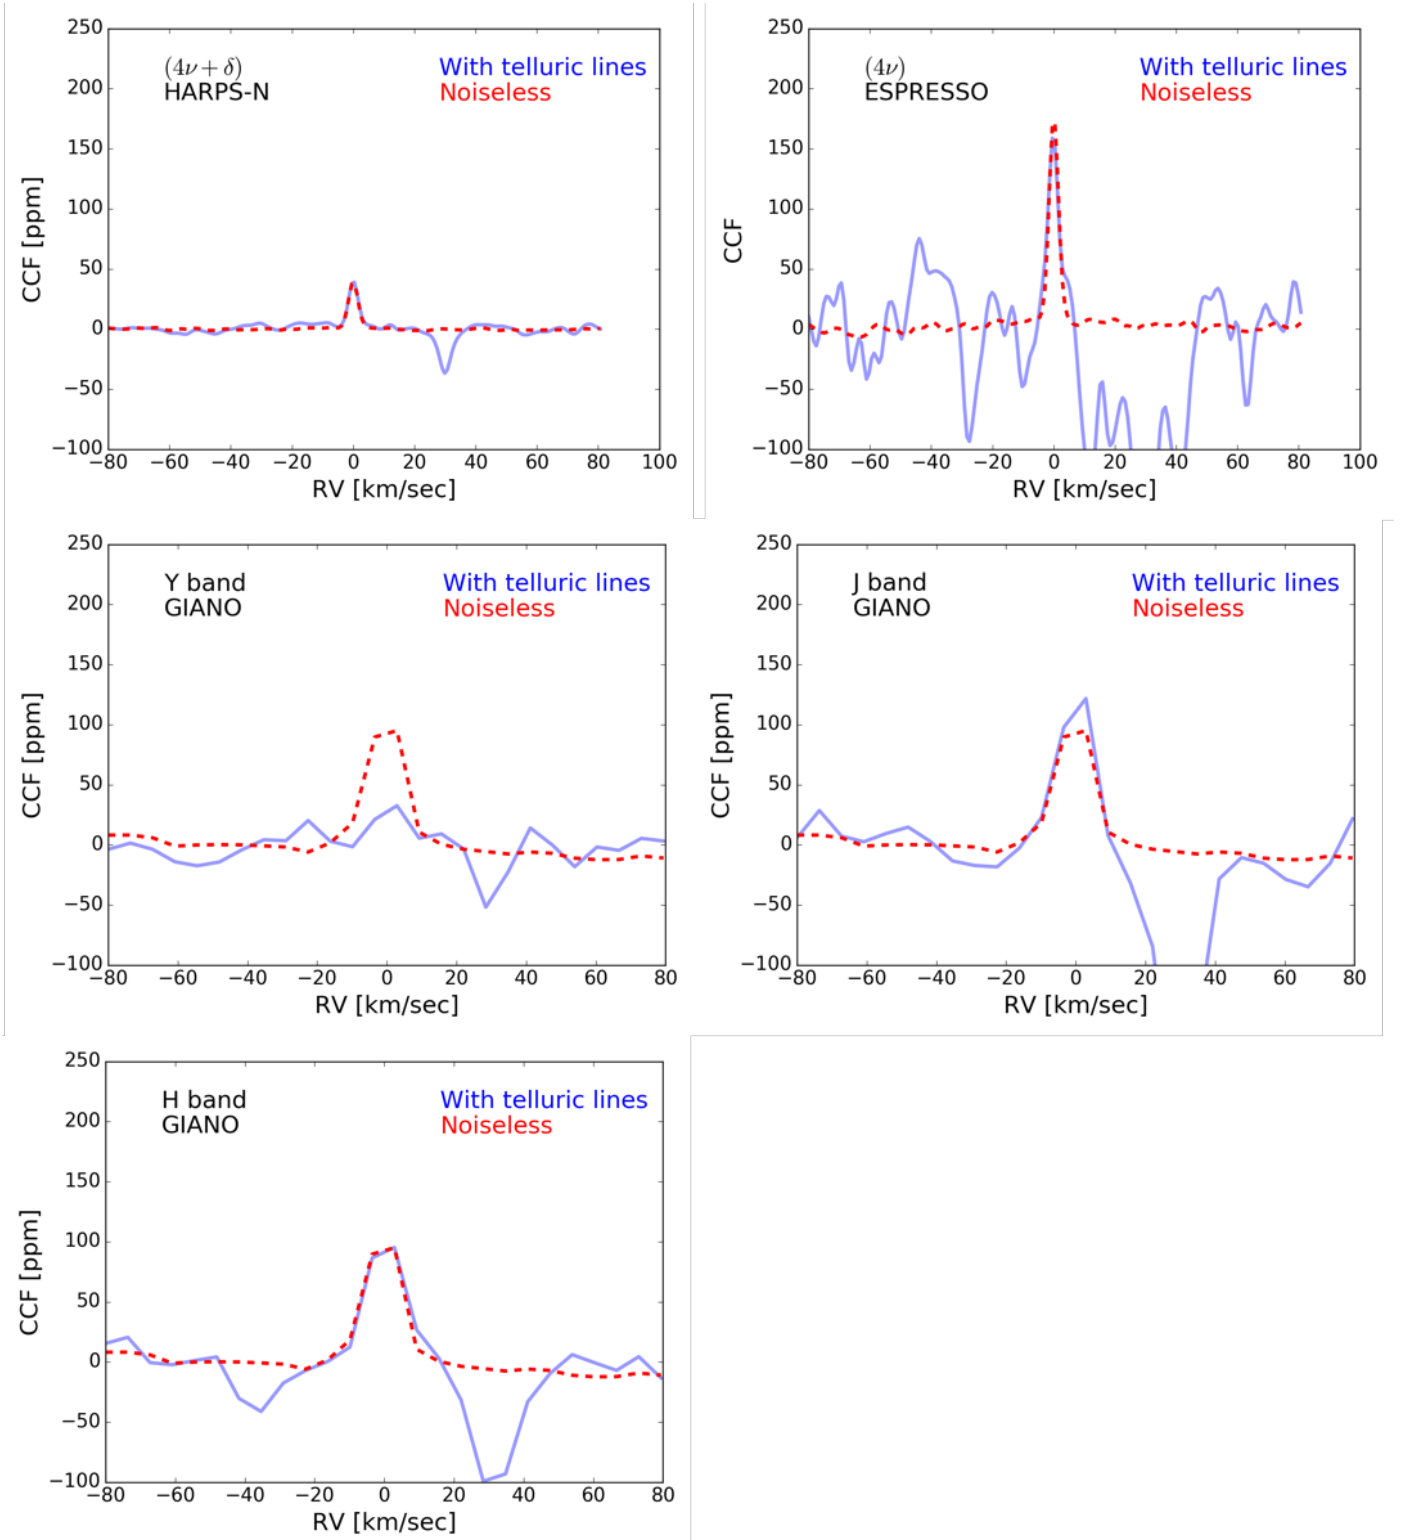 250
200
150
100
50
0
−50
−100
CCF [ppm]
(4ν + δ)
HARPS-N
With telluric lines
Noiseless
−80 −60 −40 −20 0 20 40 60 80 100
RV [km/sec]
250
200
150
100
50
0
−50
−100
CCF
(4ν)
ESPRESSO
With telluric lines
Noiseless
−80 −60 −40 −20 0 20 40 60 80 100
RV [km/sec]
250
200
150
100
50
0
−50
−100
CCF [ppm]
Y band
GIANO
With telluric lines
Noiseless
−80 −60 −40 −20 0 20 40 60 80
RV [km/sec]
250
200
150
100
50
0
−50
−100
CCF [ppm]
J band
GIANO
With telluric lines
Noiseless
−80 −60 −40 −20 0 20 40 60 80
RV [km/sec]
250
200
150
100
50
0
−50
−100
CCF [ppm]
H band
GIANO
With telluric lines
Noiseless
−80 −60 −40 −20 0 20 40 60 80
RV [km/sec]